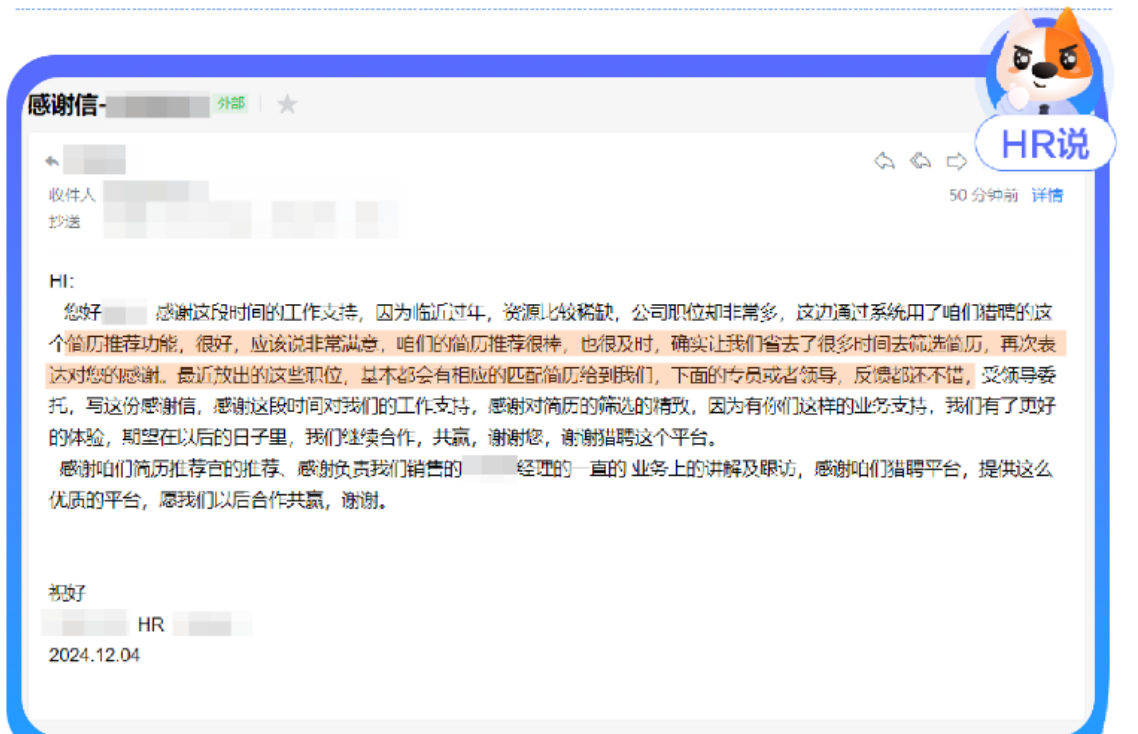 感谢信- 外部
HR说
收件人
50 分钟前 详情
抄送
HI:
您好 感谢这段时间的工作支持，因为临近过年，资源比较稀缺，公司职位却非常多，这边通过系统用了咱们猎聘的这
个简历推荐功能，很好，应该说非常满意，咱们的简历推荐很棒，也很及时，确实让我们省去了很多时间去筛选简历，再次表
达对您的感谢。最近放出的这些职位，基本都会有相应的匹配简历给到我们，下面的专员或者领导，反馈都还不错，受领导委
托，写这份感谢信，感谢这段时间对我们的工作支持，感谢对简历的筛选的精致，因为有你们这样的业务支持，我们有了更好
的体验，期望在以后的日子里，我们继续合作，共赢，谢谢您，谢谢猎聘这个平台。
感谢咱们简历推荐官的推荐、感谢负责我们销售的 经理的一直的 业务上的讲解及跟访，感谢咱们猎聘平台，提供这么
优质的平台，愿我们以后合作共赢，谢谢。
祝好
HR
2024.12.04